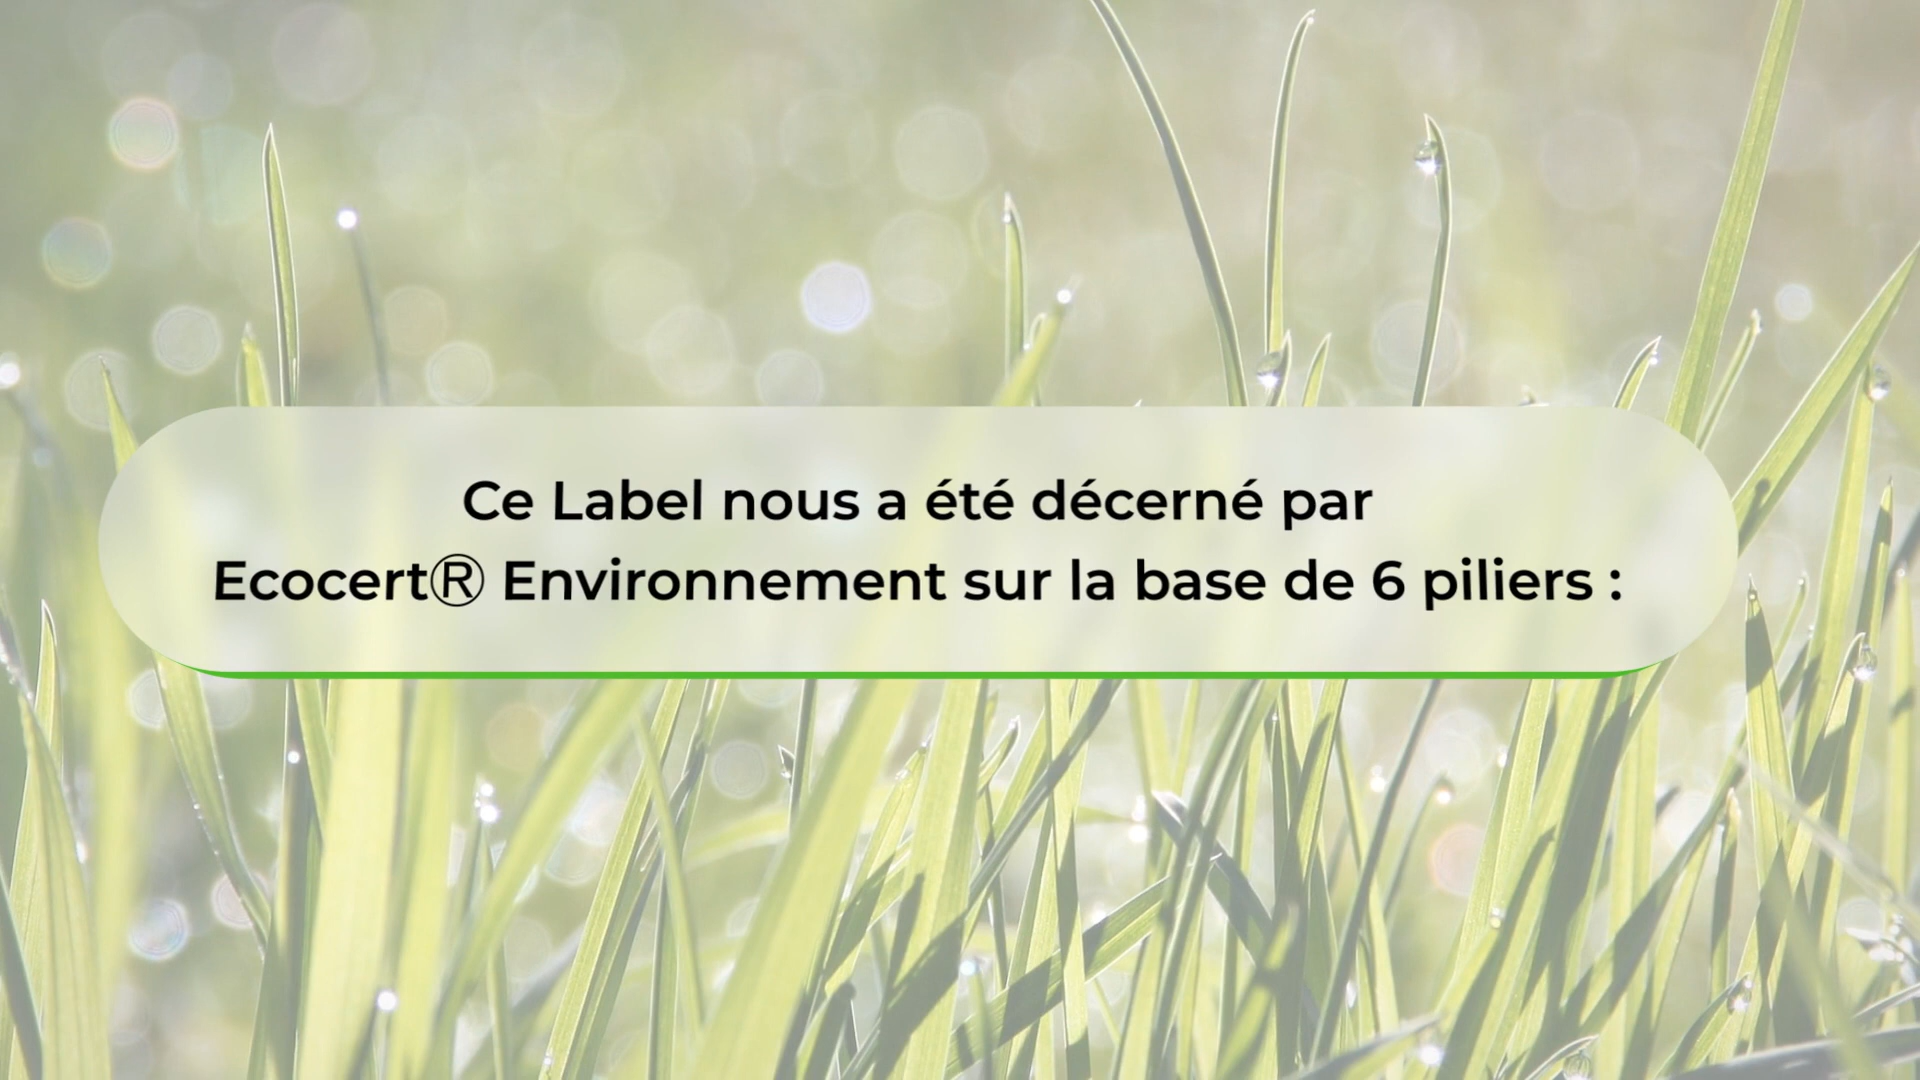 Ce Label nous a été décerné par
Ecocert® Environnement sur la base de 6 piliers :